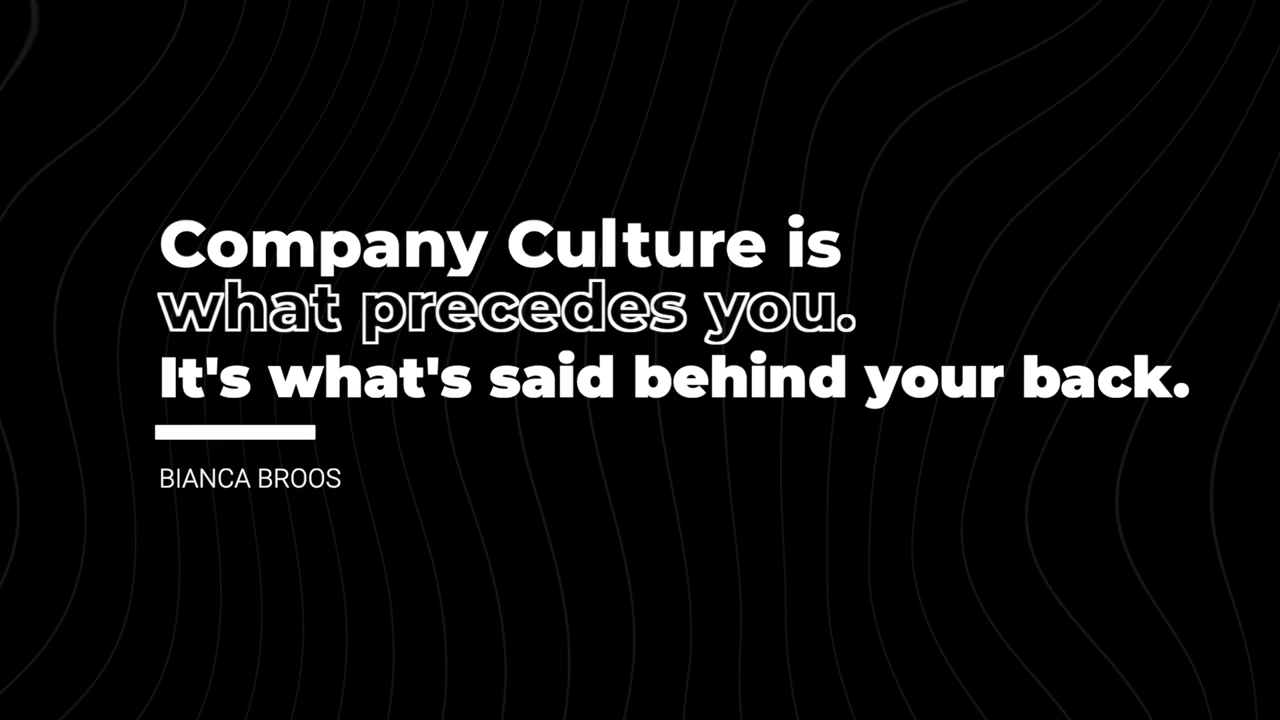 Company Culture is
what precedes you.
It's what's said behind your back.
BIANCA BROOS